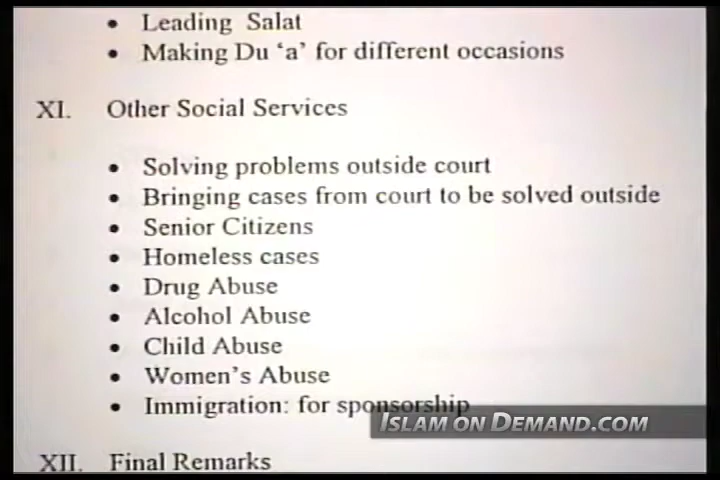 • Leading Salat
• Making Du ‘a’ for different occasions
XI. Other Social Services
• Solving problems outside court
• Bringing cases from court to be solved outside
• Senior Citizens
• Homeless cases
• Drug Abuse
• Alcohol Abuse
• Child Abuse
• Women’s Abuse
• Immigration: for sponsorship
ISLAM ON DEMAND.COM
XII. Final Remarks